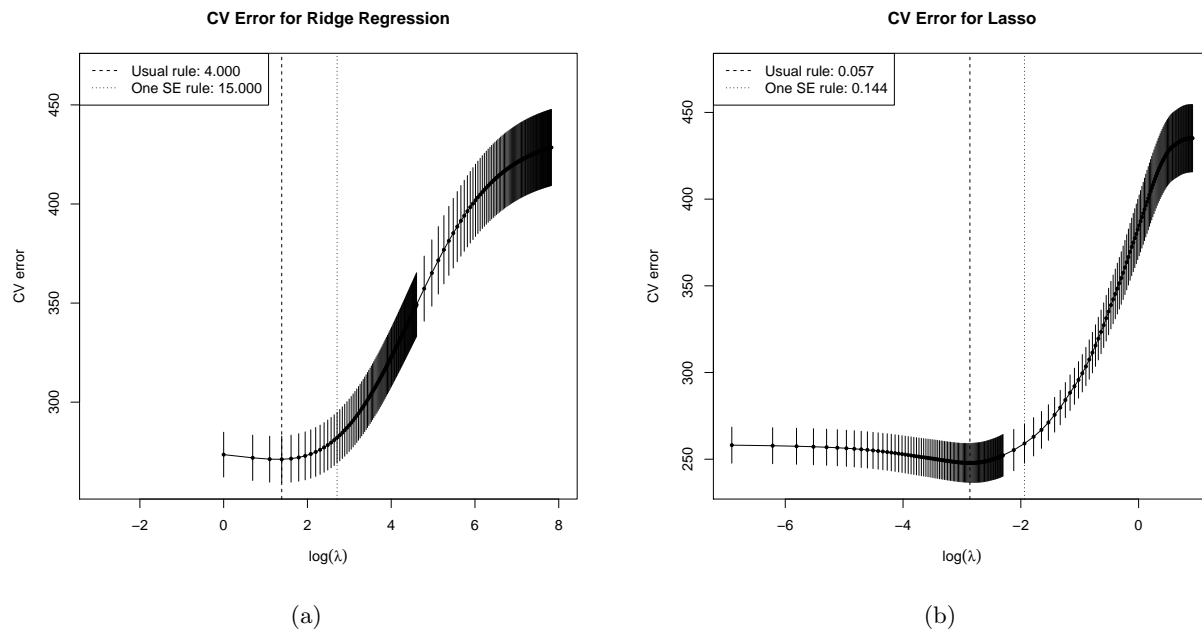 CV Error for Ridge Regression
Usual rule: 4.000
One SE rule: 15.000
450
400
350
300
CV error
−2 0 2 4 6 8
log(λ)
(a)
CV Error for Lasso
Usual rule: 0.057
One SE rule: 0.144
450
400
350
300
250
CV error
−6 −4 −2 0
log(λ)
(b)